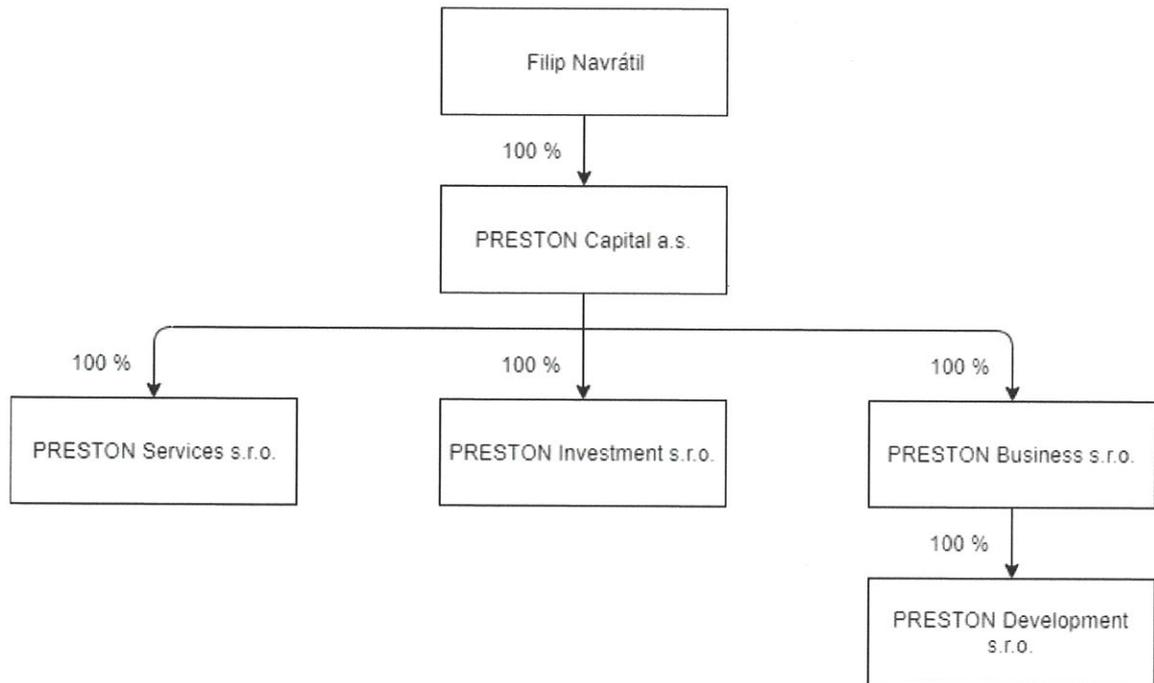 Filip Navrátil
100 %
PRESTON Capital a.s.
100 %
100 %
100 %
PRESTON Services s.r.o.
PRESTON Investment s.r.o.
PRESTON Business s.r.o.
100 %
PRESTON Development
s.r.o.